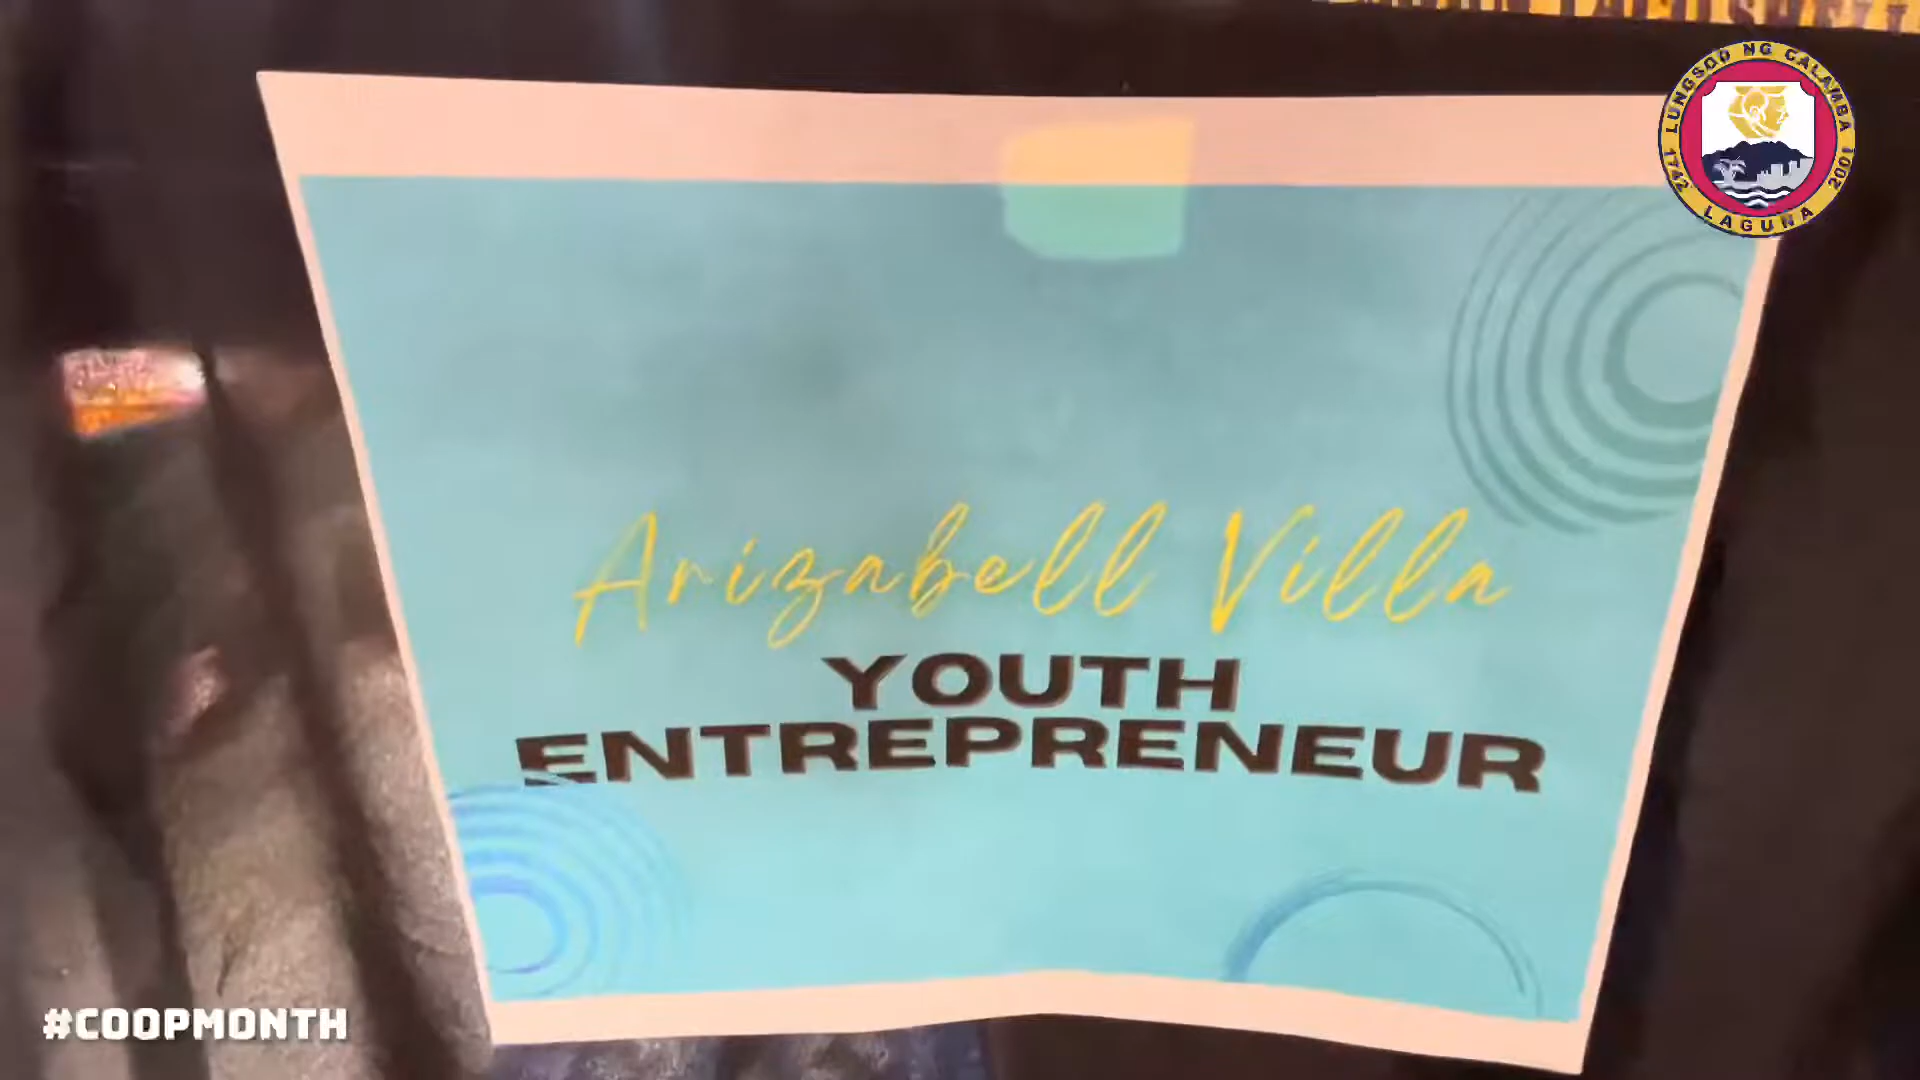 LUNGSOD NG CALAMBA
1742
2001
LAGUNA
Arizabell Villa
YOUTH
ENTREPRENEUR
#COOPMONTH